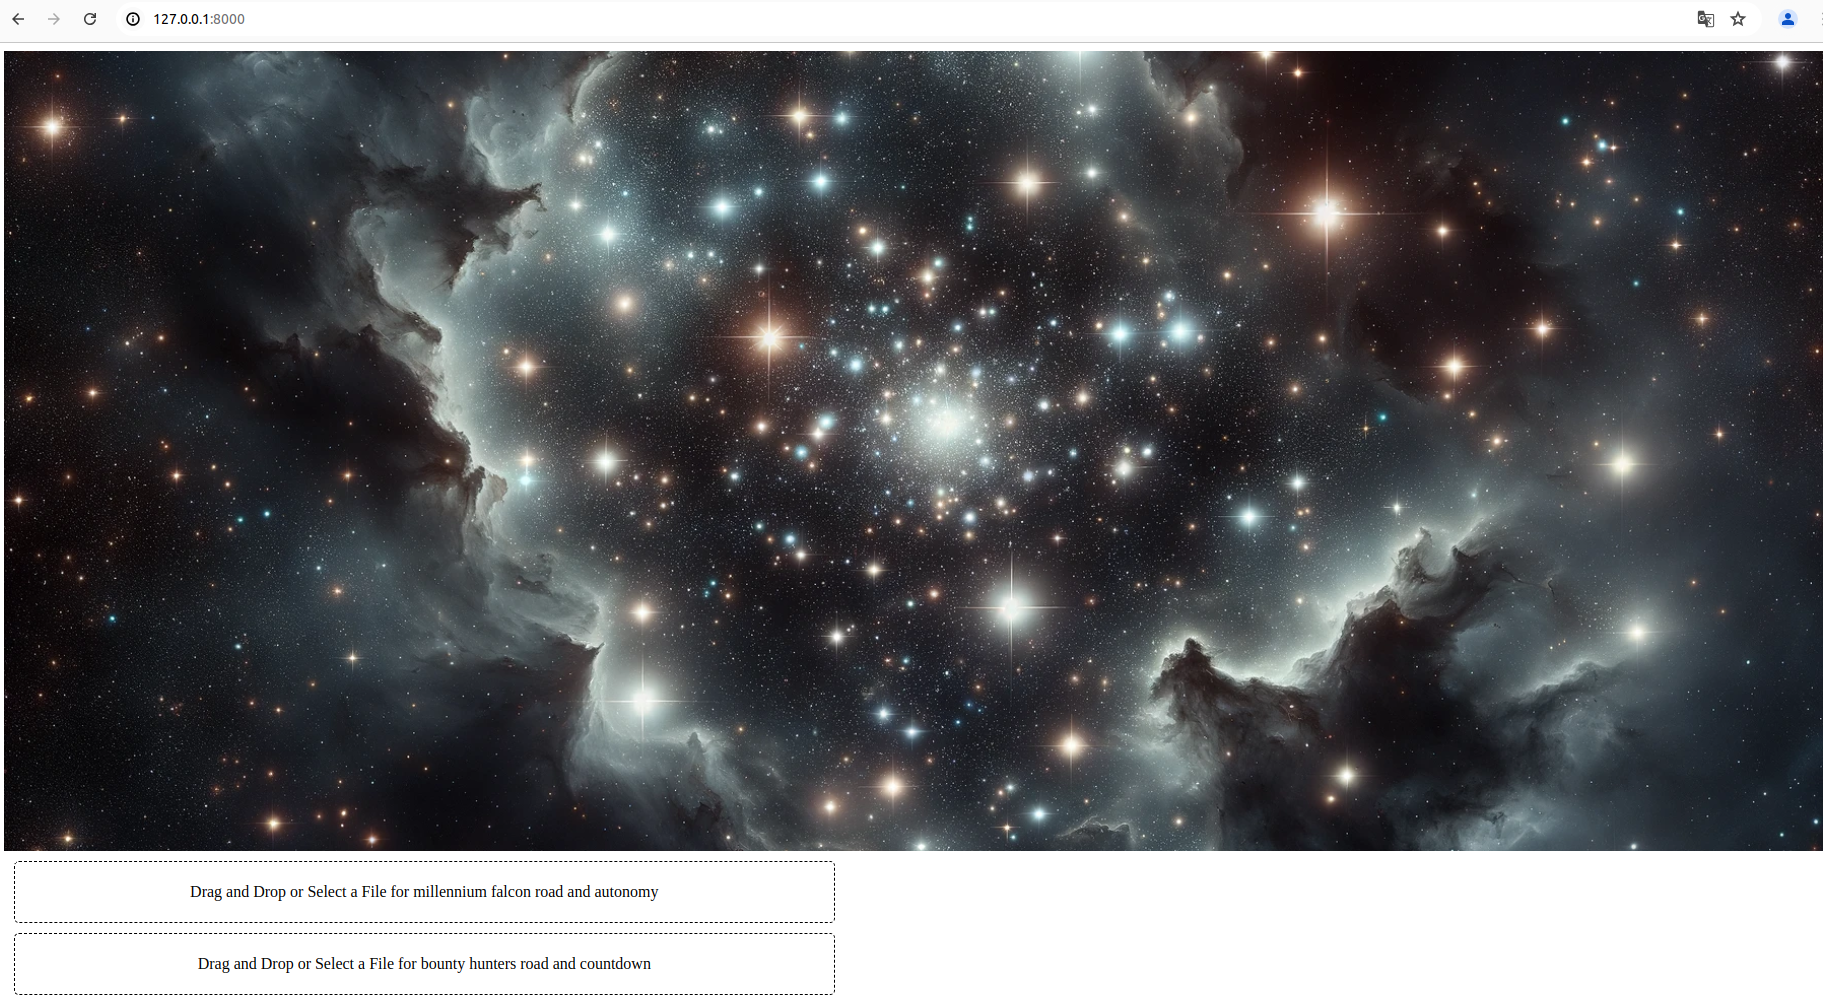 127.0.0.1:8000
Drag and Drop or Select a File for millennium falcon road and autonomy
Drag and Drop or Select a File for bounty hunters road and countdown